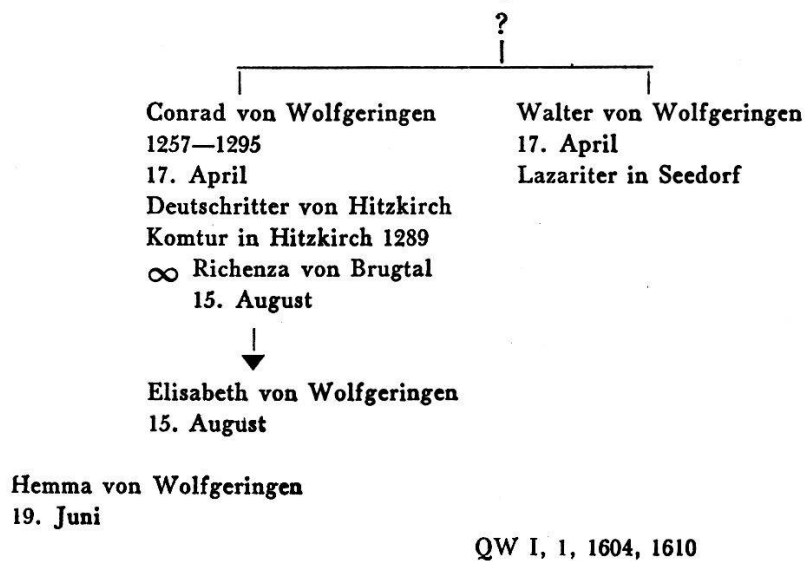 ?
Conrad von Wolfgeringen
1257—1295
17. April
Deutschritter von Hitzkirch
Komtur in Hitzkirch 1289
∞ Richenza von Brugtal
15. August
Walter von Wolfgeringen
17. April
Lazariter in Seedorf
Elisabeth von Wolfgeringen
15. August
Hemma von Wolfgeringen
19. Juni
QW I, 1, 1604, 1610